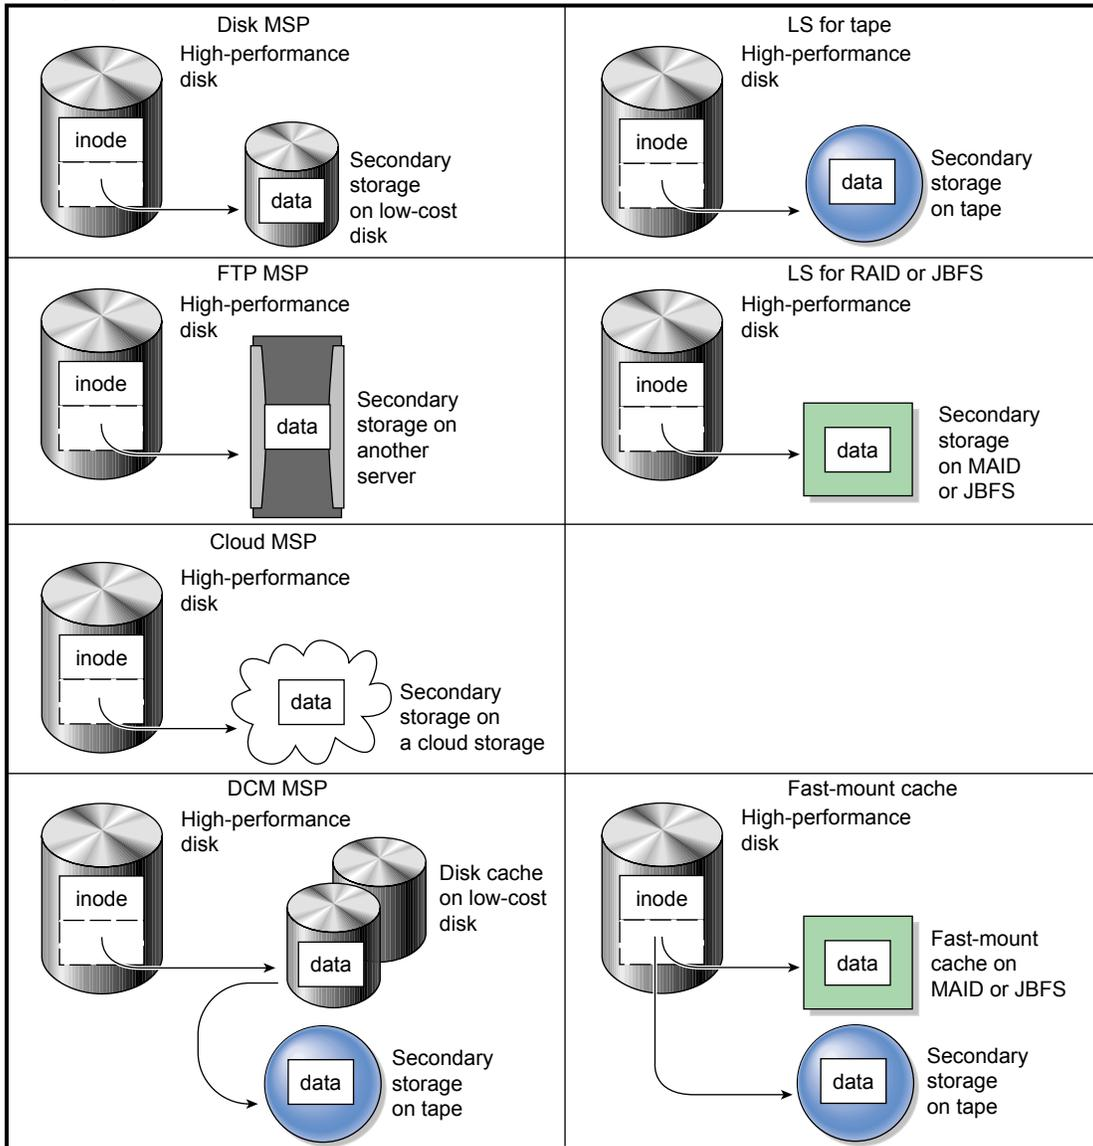 Disk MSP
High-performance
disk
inode
data
Secondary
storage
on low-cost
disk
LS for tape
High-performance
disk
inode
data
Secondary
storage
on tape
FTP MSP
High-performance
disk
inode
data
Secondary
storage on
another
server
LS for RAID or JBFS
High-performance
disk
inode
data
Secondary
storage
on MAID
or JBFS
Cloud MSP
High-performance
disk
inode
data
Secondary
storage on
a cloud storage
DCM MSP
High-performance
disk
inode
data
Disk cache
on low-cost
disk
data
Secondary
storage
on tape
Fast-mount cache
High-performance
disk
inode
data
Fast-mount
cache on
MAID or JBFS
data
Secondary
storage
on tape